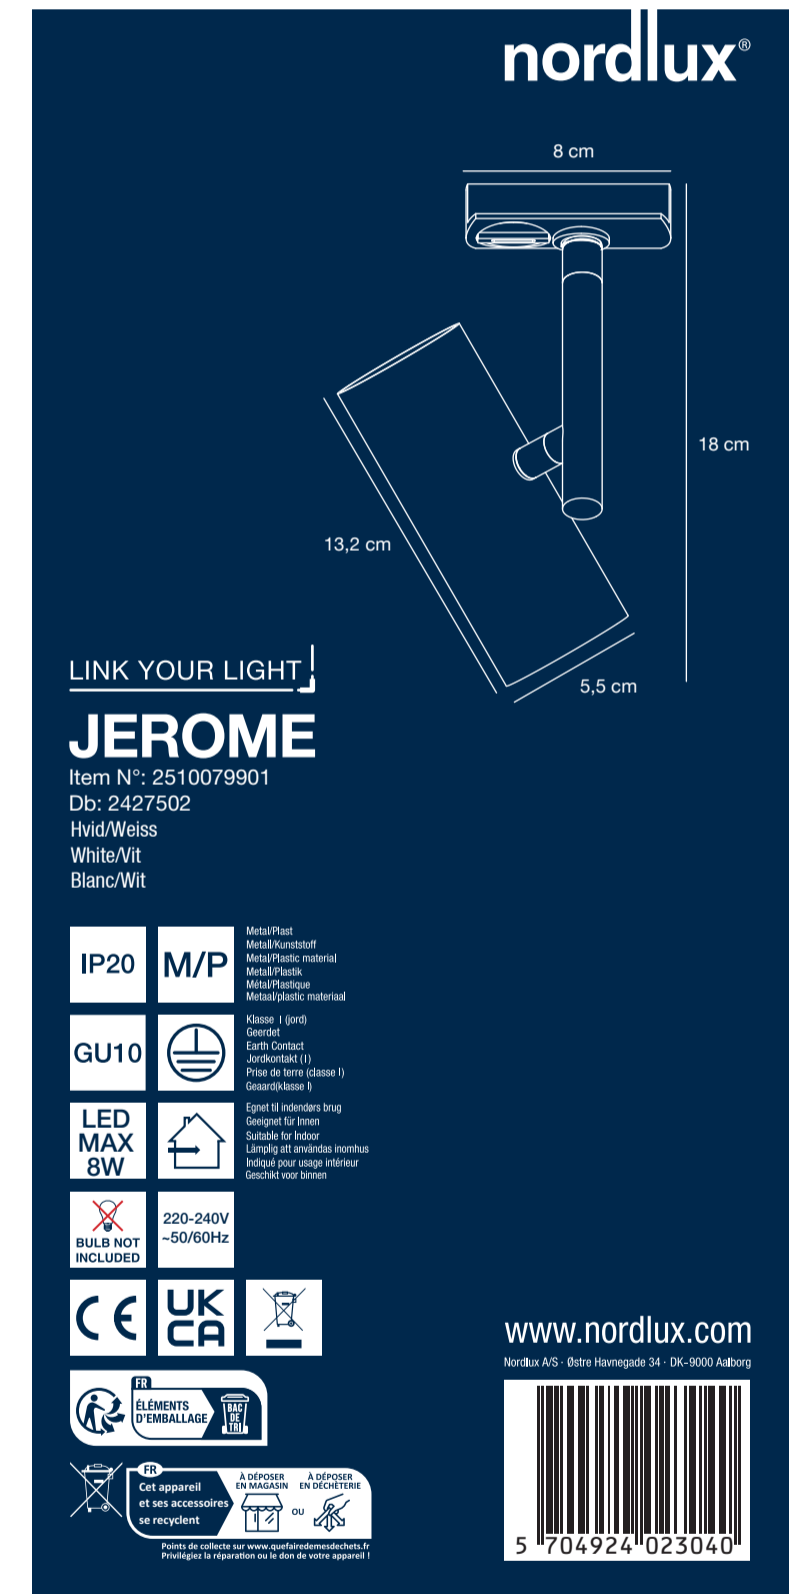 nordlux®
8 cm
18 cm
13,2 cm
5,5 cm
LINK YOUR LIGHT
JEROME
Item N°: 2510079901
Db: 2427502
Hvid/Weiss
White/Vit
Blanc/Wit
IP20
M/P
Metal/Plast
Metall/Kunststoff
Metal/Plastic material
Metall/Plastik
Métal/Plastique
Metaal/plastic materiaal
GU10
Klasse I (jord)
Geerdet
Earth Contact
Jordkontakt (I)
Prise de terre (classe I)
Geaard(klasse I)
LED
MAX
8W
Egnet til indendørs brug
Geeignet für Innen
Suitable for Indoor
Lämplig att användas inomhus
Indiqué pour usage intérieur
Geschikt voor binnen
BULB NOT
INCLUDED
220-240V
~50/60Hz
CE
UK
CA
www.nordlux.com
Nordlux A/S · Østre Havnegade 34 · DK-9000 Aalborg
FR
ÉLÉMENTS
D'EMBALLAGE
BAC
DE
TRI
FR
Cet appareil
et ses accessoires
se recyclent
À DÉPOSER
EN MAGASIN
OU
À DÉPOSER
EN DÉCHÈTERIE
Points de collecte sur www.quefairedemesdechets.fr
Privilégiez la réparation ou le don de votre appareil !
5 704924 023040